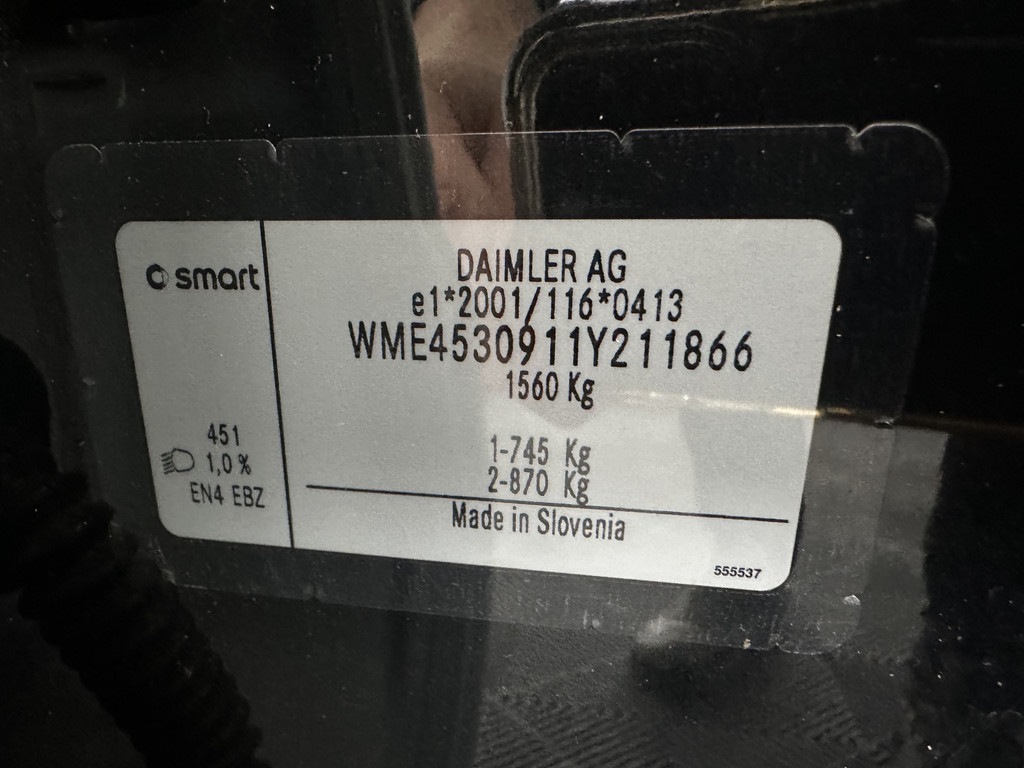 smart
DAIMLER AG
e1*2001/116*0413
WME4530911Y211866
1560 Kg
1-745 Kg
2-870 Kg
451
1,0 %
EN4 EBZ
Made in Slovenia
555537